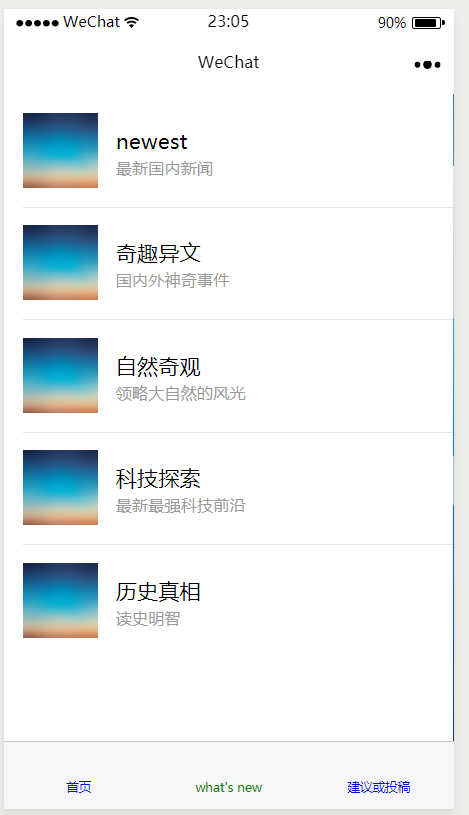 WeChat 23:05 90%
WeChat
newest
最新国内新闻
奇趣异文
国内外神奇事件
自然奇观
领略大自然的风光
科技探索
最新最强科技前沿
历史真相
读史明智
首页 what's new 建议或投稿